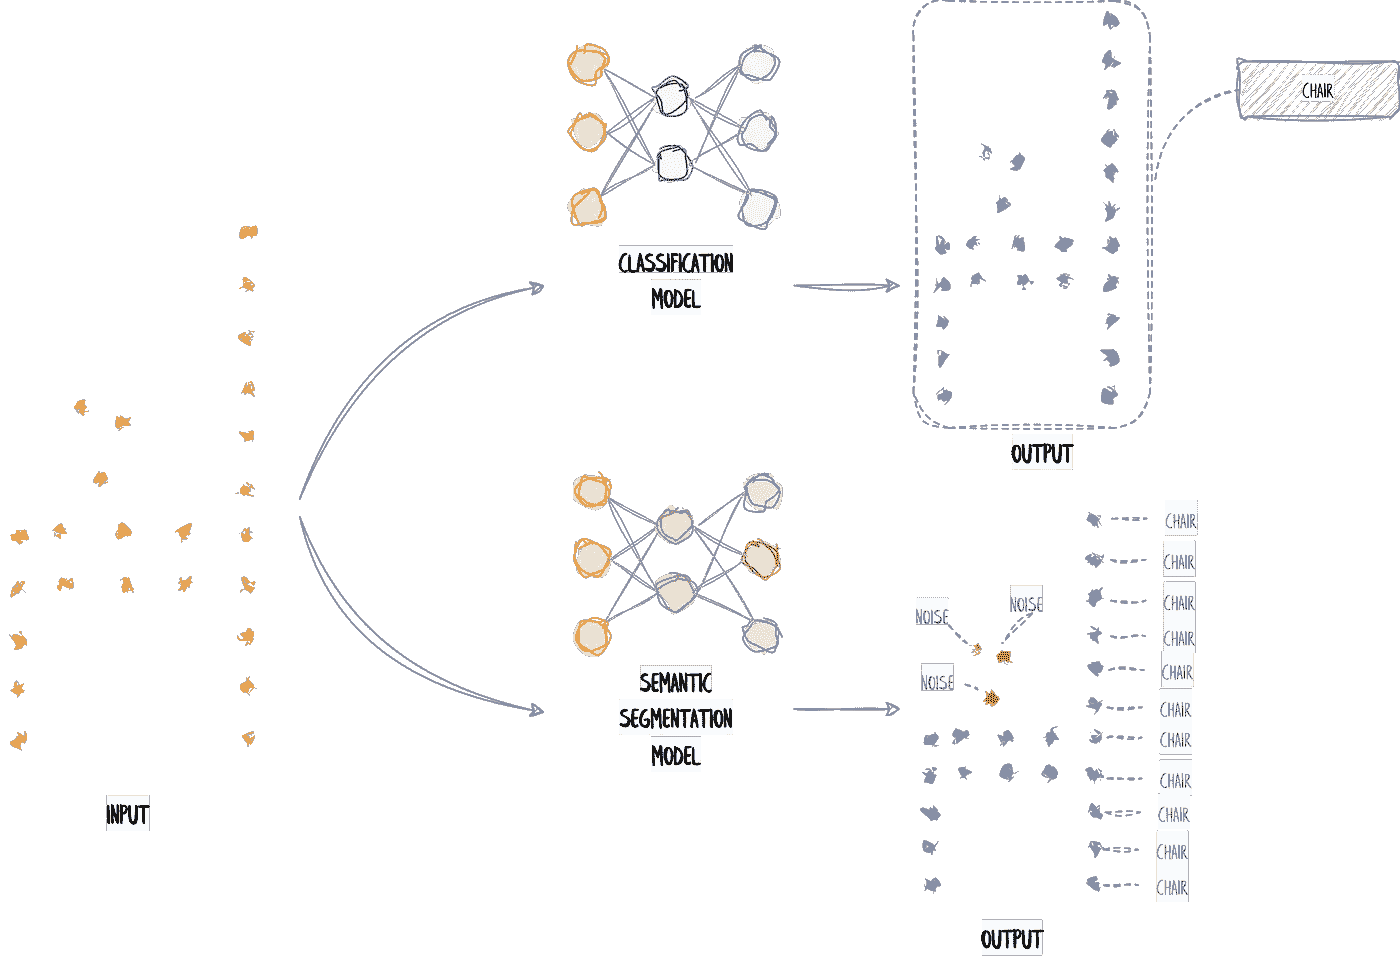 INPUT
CLASSIFICATION
MODEL
CHAIR
OUTPUT
SEMANTIC
SEGMENTATION
MODEL
NOISE
NOISE
NOISE
CHAIR
CHAIR
CHAIR
CHAIR
CHAIR
CHAIR
CHAIR
CHAIR
CHAIR
CHAIR
CHAIR
OUTPUT